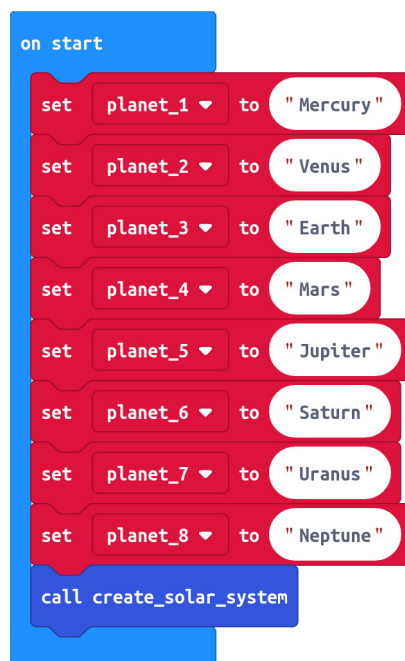 on start
set planet_1 to "Mercury"
set planet_2 to "Venus"
set planet_3 to "Earth"
set planet_4 to "Mars"
set planet_5 to "Jupiter"
set planet_6 to "Saturn"
set planet_7 to "Uranus"
set planet_8 to "Neptune"
call create_solar_system